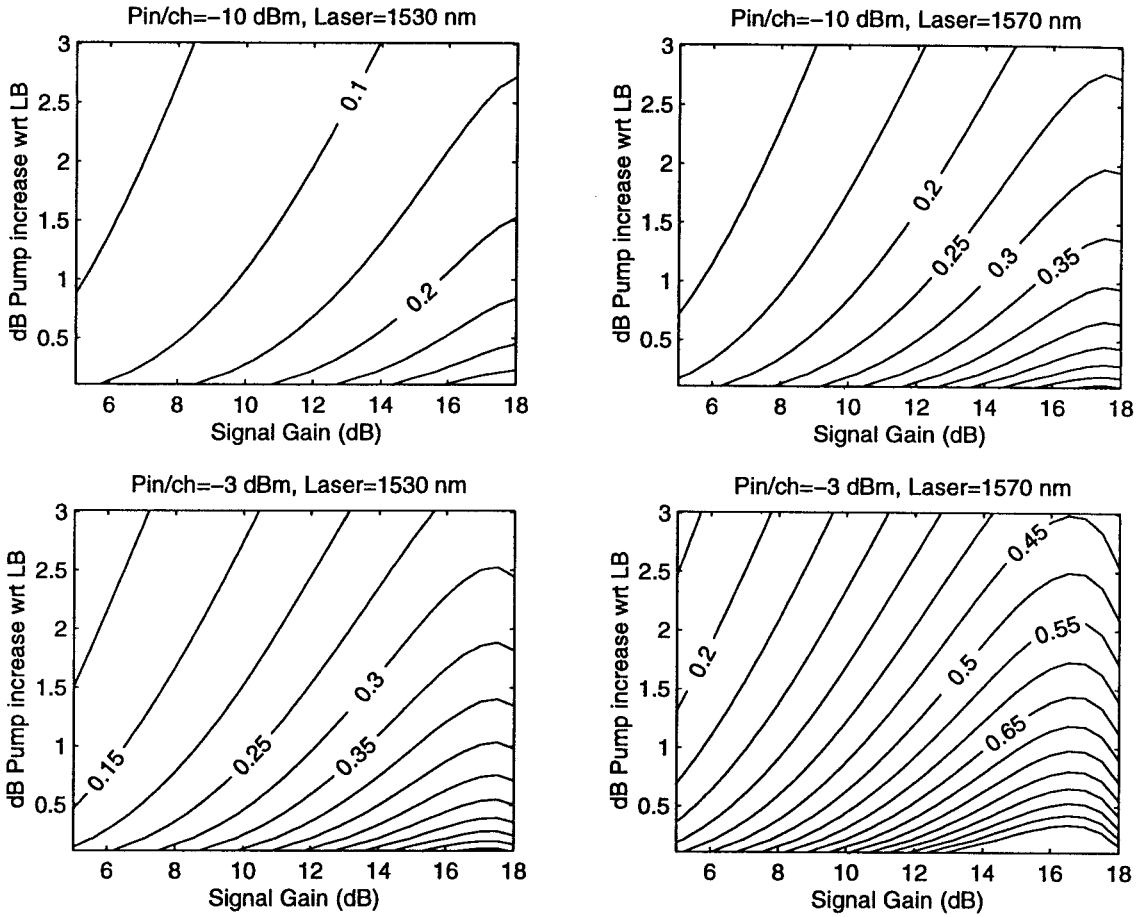 Pin/ch=−10 dBm, Laser=1530 nm
dB Pump increase wrt LB
3
2.5
2
1.5
1
0.5
0.1
0.2
6 8 10 12 14 16 18
Signal Gain (dB)
Pin/ch=−10 dBm, Laser=1570 nm
dB Pump increase wrt LB
3
2.5
2
1.5
1
0.5
0.2
0.25
0.3
0.35
6 8 10 12 14 16 18
Signal Gain (dB)
Pin/ch=−3 dBm, Laser=1530 nm
dB Pump increase wrt LB
3
2.5
2
1.5
1
0.5
0.15
0.25
0.3
0.35
6 8 10 12 14 16 18
Signal Gain (dB)
Pin/ch=−3 dBm, Laser=1570 nm
dB Pump increase wrt LB
3
2.5
2
1.5
1
0.5
0.2
0.45
0.5
0.55
0.65
6 8 10 12 14 16 18
Signal Gain (dB)